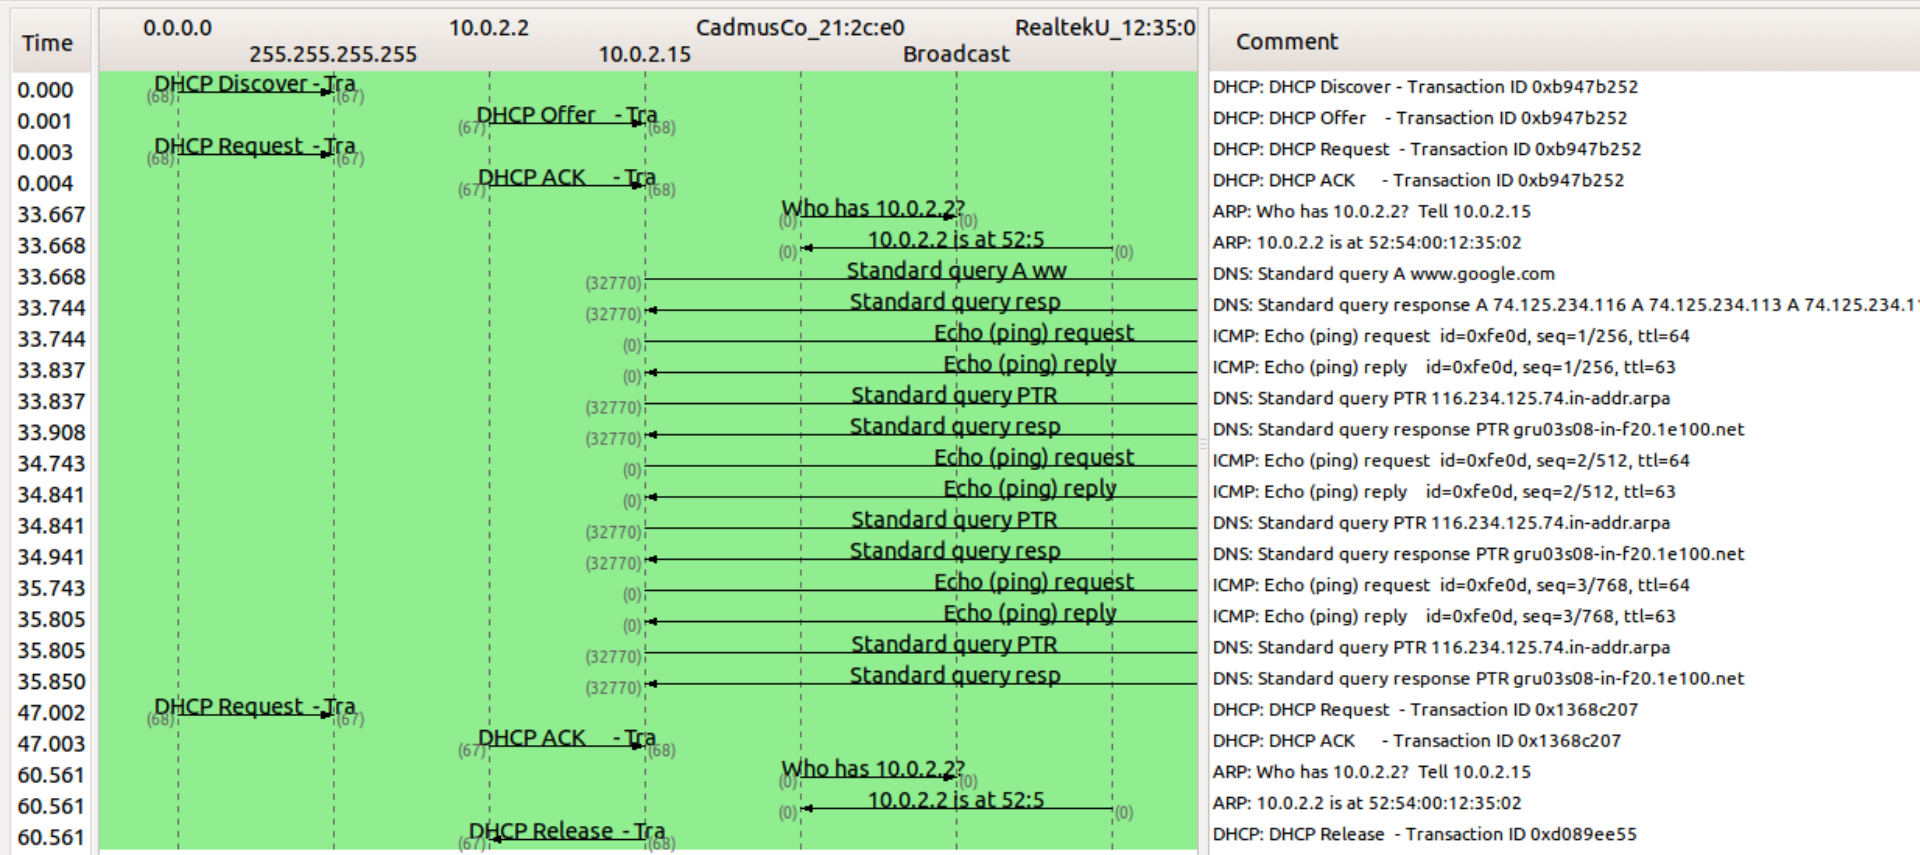 Time 0.0.0.0 10.0.2.2 CadmusCo_21:2c:e0 RealtekU_12:35:0 Comment
255.255.255.255 10.0.2.15 Broadcast
0.000 DHCP Discover - Tra (68) (67) DHCP: DHCP Discover - Transaction ID 0xb947b252
0.001 DHCP Offer - Tra (67) (68) DHCP: DHCP Offer - Transaction ID 0xb947b252
0.003 DHCP Request - Tra (68) (67) DHCP: DHCP Request - Transaction ID 0xb947b252
0.004 DHCP ACK - Tra (67) (68) DHCP: DHCP ACK - Transaction ID 0xb947b252
33.667 Who has 10.0.2.2? (0) (0) ARP: Who has 10.0.2.2? Tell 10.0.2.15
33.668 10.0.2.2 is at 52:5 (0) (0) ARP: 10.0.2.2 is at 52:54:00:12:35:02
33.668 Standard query A ww (32770) DNS: Standard query A www.google.com
33.744 Standard query resp (32770) DNS: Standard query response A 74.125.234.116 A 74.125.234.113 A 74.125.234.1
33.744 Echo (ping) request (0) ICMP: Echo (ping) request id=0xfe0d, seq=1/256, ttl=64
33.837 Echo (ping) reply (0) ICMP: Echo (ping) reply id=0xfe0d, seq=1/256, ttl=63
33.837 Standard query PTR (32770) DNS: Standard query PTR 116.234.125.74.in-addr.arpa
33.908 Standard query resp (32770) DNS: Standard query response PTR gru03s08-in-f20.1e100.net
34.743 Echo (ping) request (0) ICMP: Echo (ping) request id=0xfe0d, seq=2/512, ttl=64
34.841 Echo (ping) reply (0) ICMP: Echo (ping) reply id=0xfe0d, seq=2/512, ttl=63
34.841 Standard query PTR (32770) DNS: Standard query PTR 116.234.125.74.in-addr.arpa
34.941 Standard query resp (32770) DNS: Standard query response PTR gru03s08-in-f20.1e100.net
35.743 Echo (ping) request (0) ICMP: Echo (ping) request id=0xfe0d, seq=3/768, ttl=64
35.805 Echo (ping) reply (0) ICMP: Echo (ping) reply id=0xfe0d, seq=3/768, ttl=63
35.805 Standard query PTR (32770) DNS: Standard query PTR 116.234.125.74.in-addr.arpa
35.850 Standard query resp (32770) DNS: Standard query response PTR gru03s08-in-f20.1e100.net
47.002 DHCP Request - Tra (68) (67) DHCP: DHCP Request - Transaction ID 0x1368c207
47.003 DHCP ACK - Tra (67) (68) DHCP: DHCP ACK - Transaction ID 0x1368c207
60.561 Who has 10.0.2.2? (0) (0) ARP: Who has 10.0.2.2? Tell 10.0.2.15
60.561 10.0.2.2 is at 52:5 (0) (0) ARP: 10.0.2.2 is at 52:54:00:12:35:02
60.561 DHCP Release - Tra (67) (68) DHCP: DHCP Release - Transaction ID 0xd089ee55